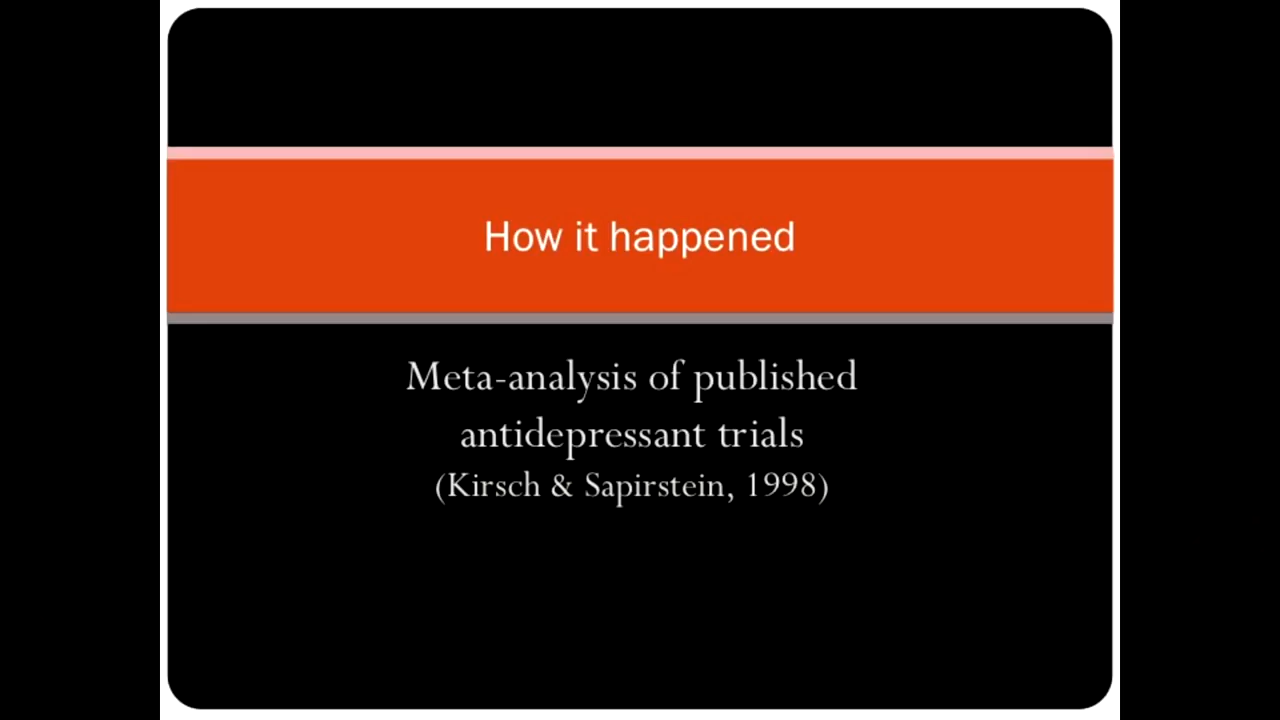 How it happened
Meta-analysis of published
antidepressant trials
(Kirsch & Sapirstein, 1998)